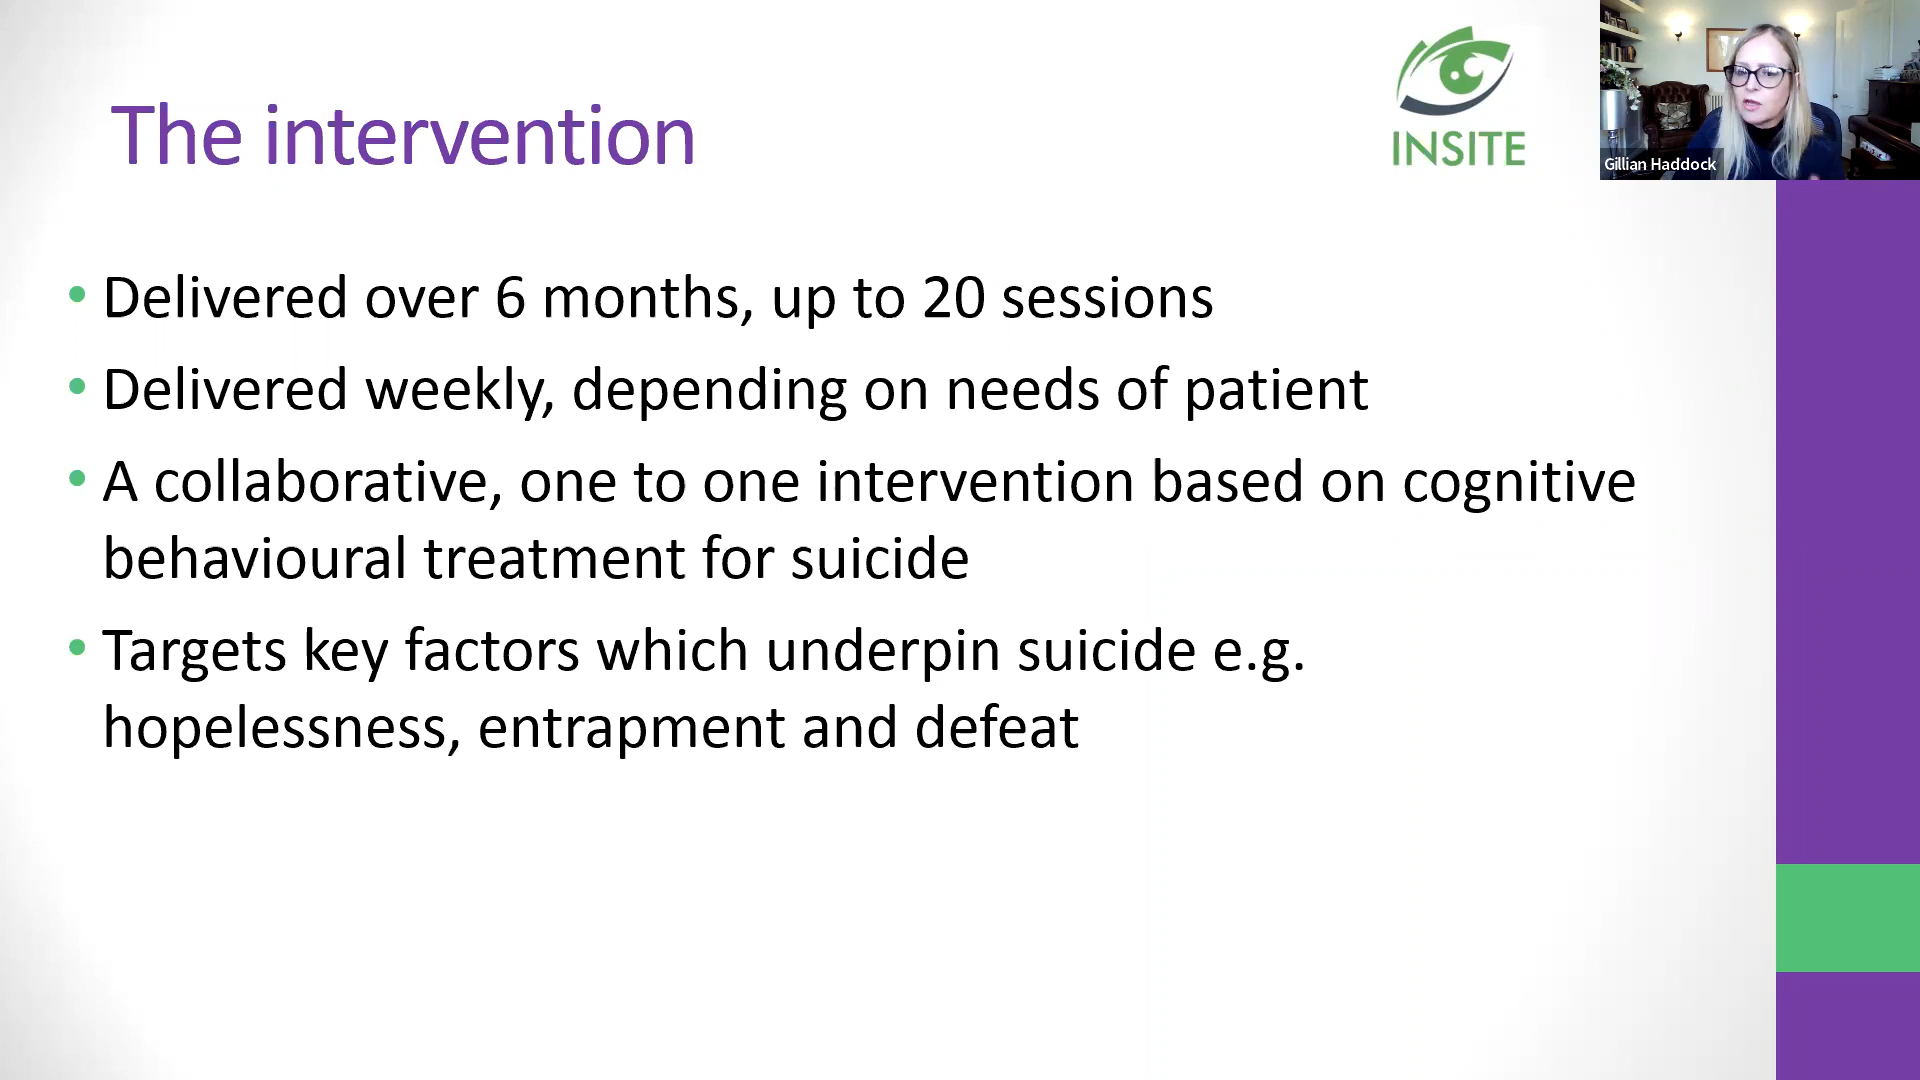 The intervention
INSITE
Gillian Haddock
• Delivered over 6 months, up to 20 sessions
• Delivered weekly, depending on needs of patient
• A collaborative, one to one intervention based on cognitive
behavioural treatment for suicide
• Targets key factors which underpin suicide e.g.
hopelessness, entrapment and defeat